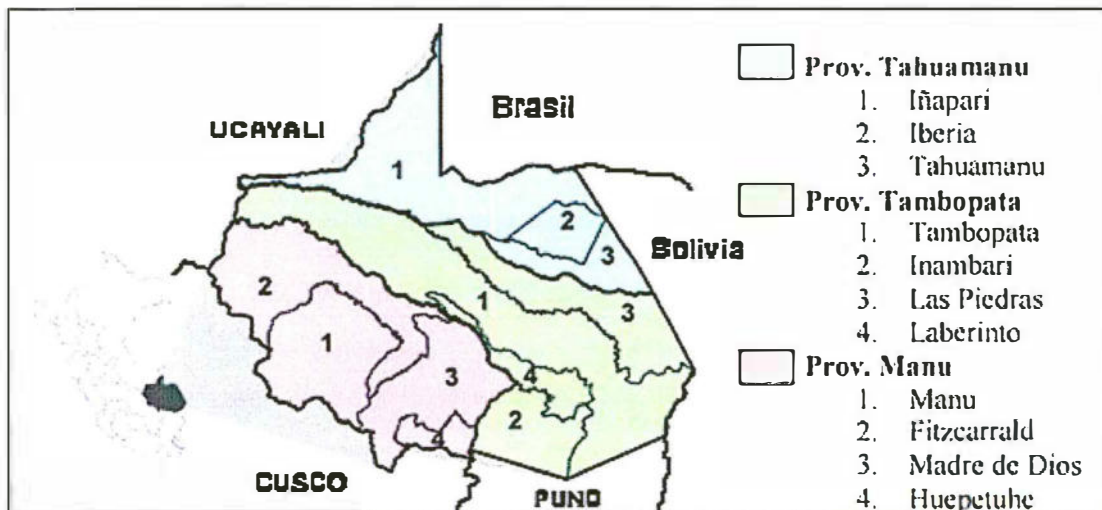 UCAYALI
Brasil
Bolivia
CUSCO
PUNO
1
2
3
1
3
4
2
2
1
3
4
Prov. Tahuamanu
1. Iñapari
2. Iberia
3. Tahuamanu
Prov. Tambopata
1. Tambopata
2. Inambari
3. Las Piedras
4. Laberinto
Prov. Manu
1. Manu
2. Fitzcarrald
3. Madre de Dios
4. Huepetuhe